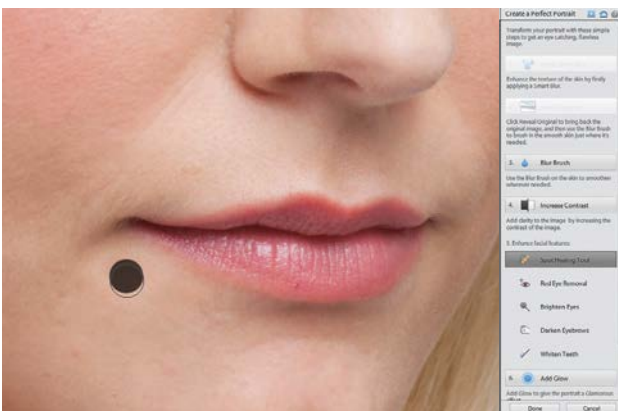 Create a Perfect Portrait
Transform your portrait with these simple
steps to get an eye catching, flawless
image.
Enhance the texture of the skin by firstly
applying a Smart Blur.
Click Reveal Original to bring back the
original image, and then use the Blur Brush
to brush in the smooth skin just where it's
needed.
3. Blur Brush
Use the Blur Brush on the skin to smoothen
wherever needed.
4. Increase Contrast
Add clarity to the image by increasing the
contrast of the image.
5. Enhance facial features:
Spot Healing Tool
Red Eye Removal
Brighten Eyes
Darken Eyebrows
Whiten Teeth
6. Add Glow
Add Glow to give the portrait a Glamorous
effect.
Done Cancel